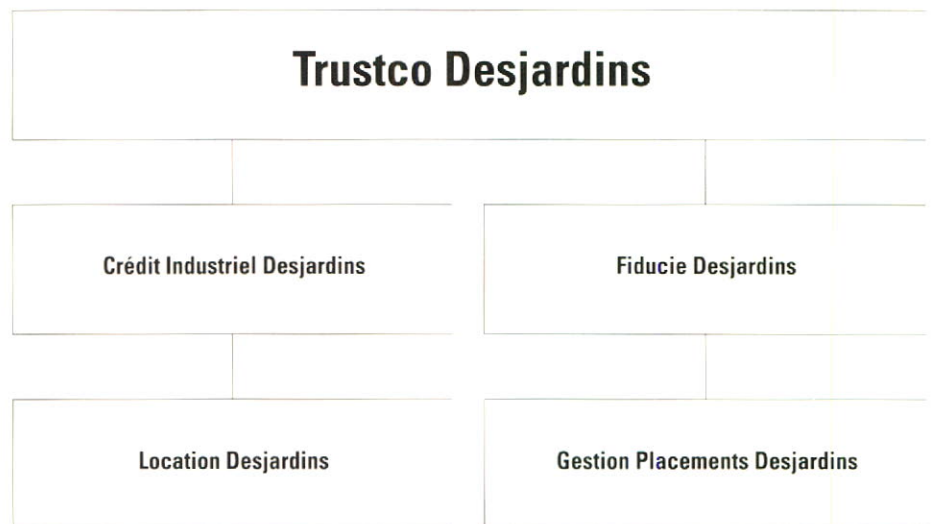 Trustco Desjardins
Crédit Industriel Desjardins
Fiducie Desjardins
Location Desjardins
Gestion Placements Desjardins